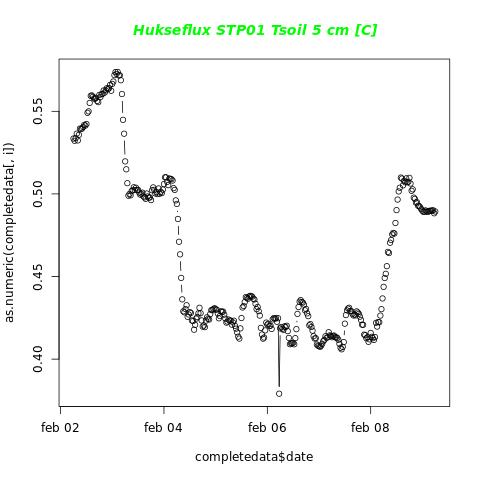 Hukseflux STP01 Tsoil 5 cm [C]
as.numeric(completedata[, i])
0.55
0.50
0.45
0.40
feb 02
feb 04
feb 06
feb 08
completedata$date